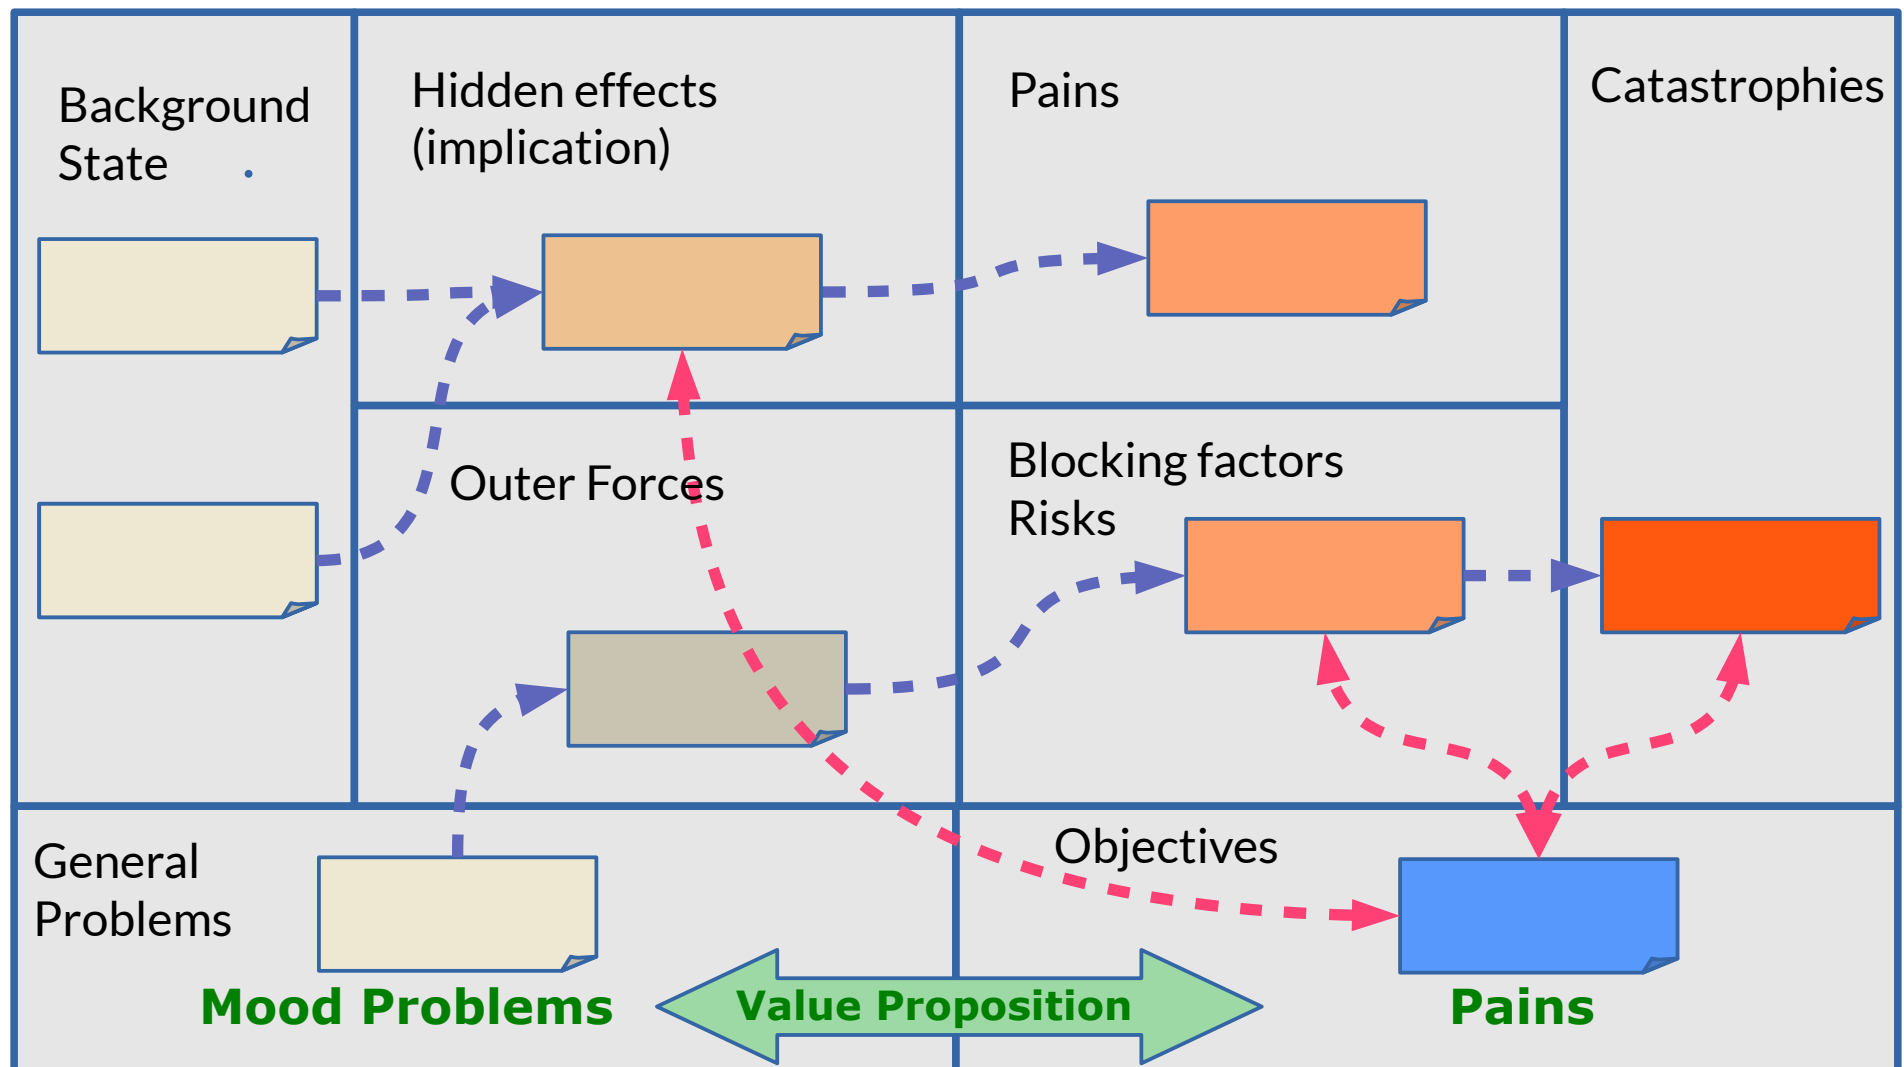 Background
State
Hidden effects
(implication)
Pains
Catastrophies
Outer Forces
Blocking factors
Risks
General
Problems
Objectives
Mood Problems
Value Proposition
Pains